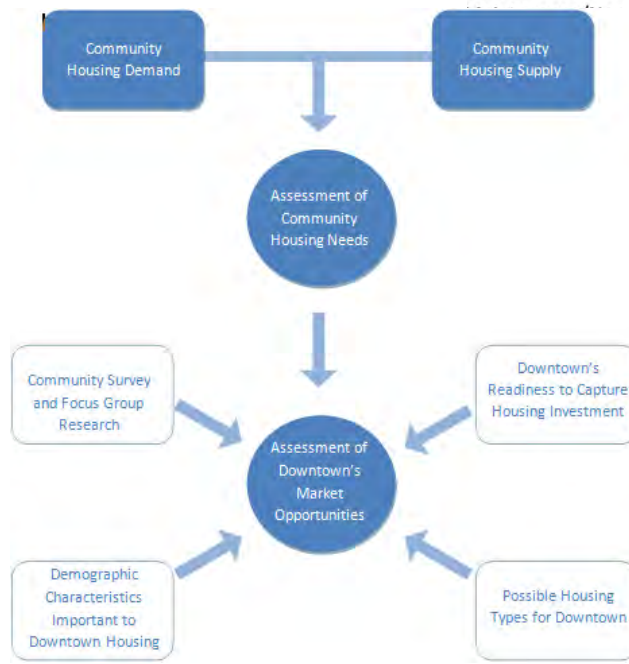 Community
Housing Demand
Community
Housing Supply
Assessment of
Community
Housing Needs
Community Survey
and Focus Group
Research
Downtown's
Readiness to Capture
Housing Investment
Assessment of
Downtown's
Market
Opportunities
Demographic
Characteristics
Important to
Downtown Housing
Possible Housing
Types for Downtown